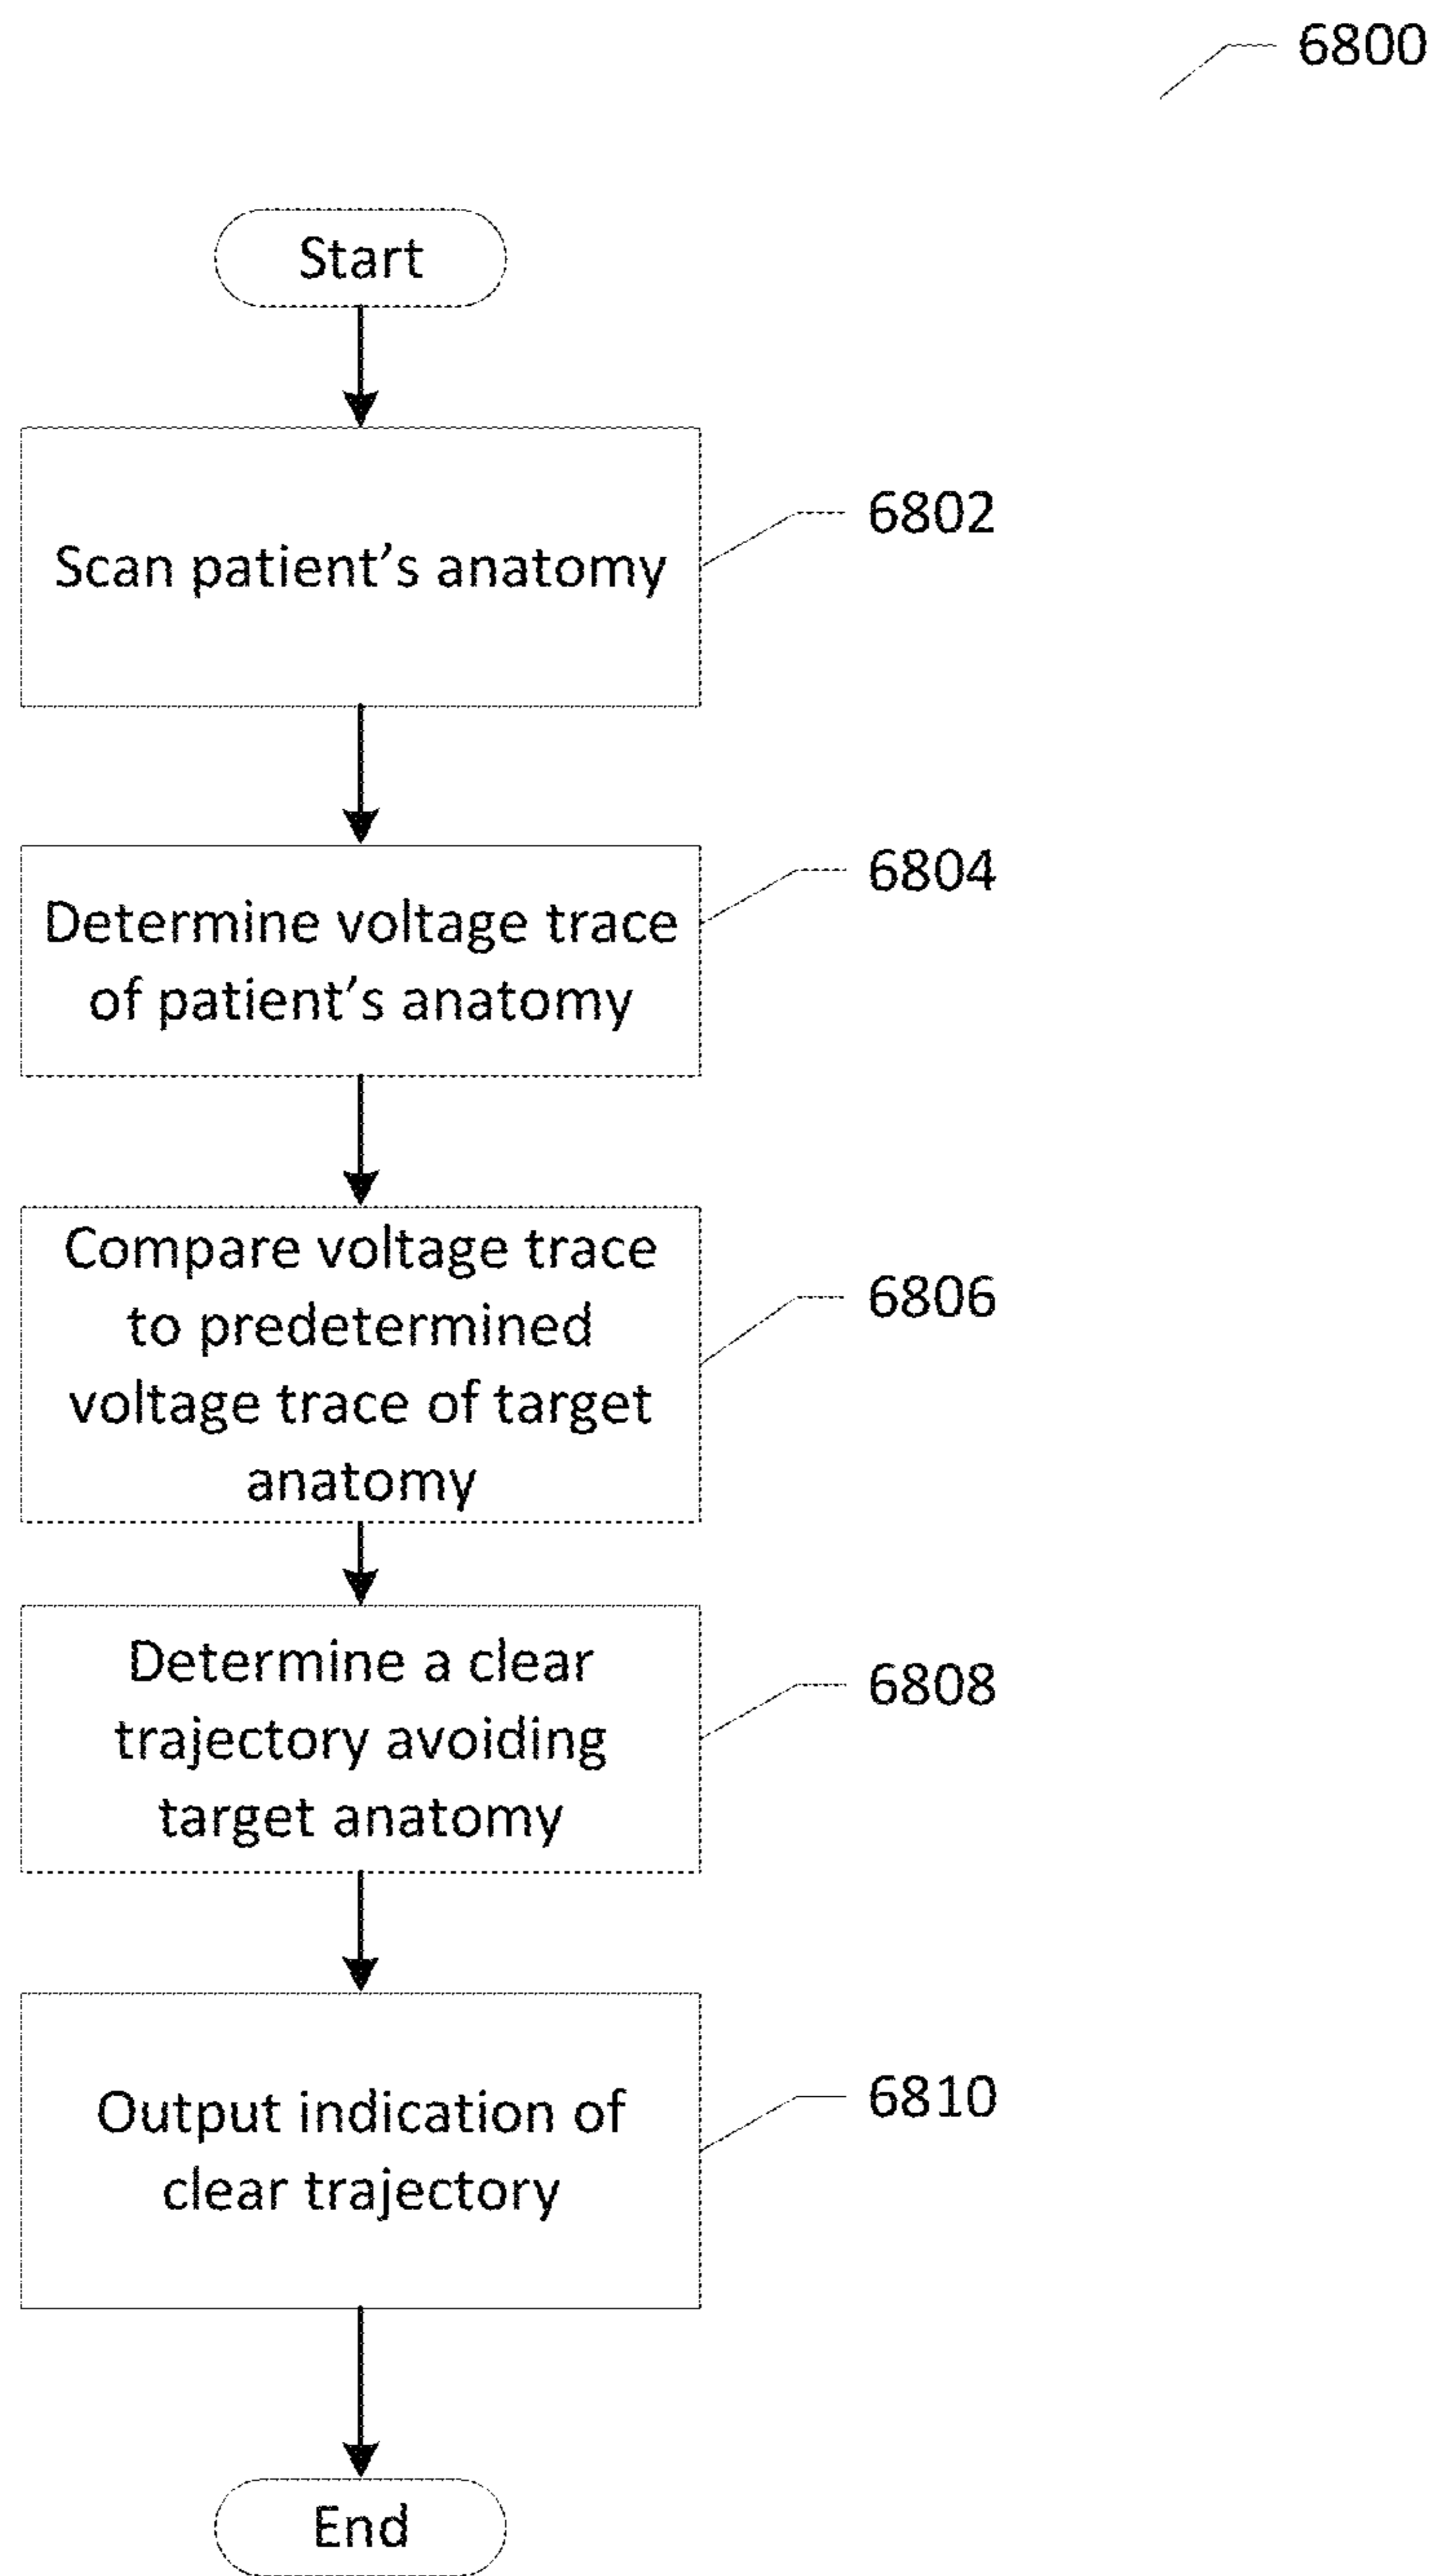 6800
Start
Scan patient's anatomy
6802
Determine voltage trace
of patient's anatomy
6804
Compare voltage trace
to predetermined
voltage trace of target
anatomy
6806
Determine a clear
trajectory avoiding
target anatomy
6808
Output indication of
clear trajectory
6810
End